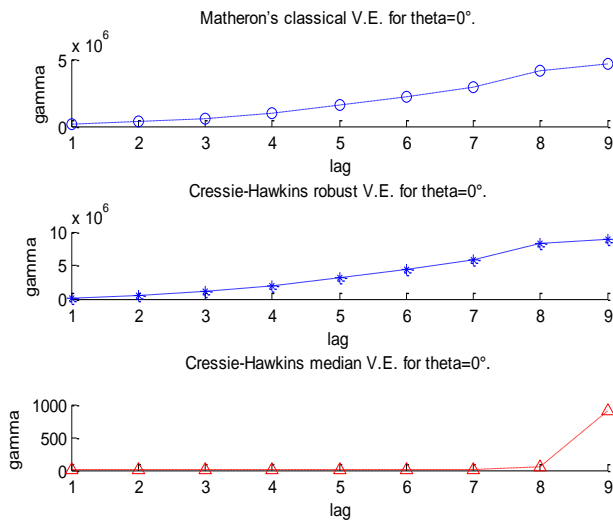 Matheron's classical V.E. for theta=0°.
x 10^6
5
0
gamma
1 2 3 4 5 6 7 8 9
lag
Cressie-Hawkins robust V.E. for theta=0°.
x 10^6
10
5
0
gamma
1 2 3 4 5 6 7 8 9
lag
Cressie-Hawkins median V.E. for theta=0°.
1000
500
0
gamma
1 2 3 4 5 6 7 8 9
lag